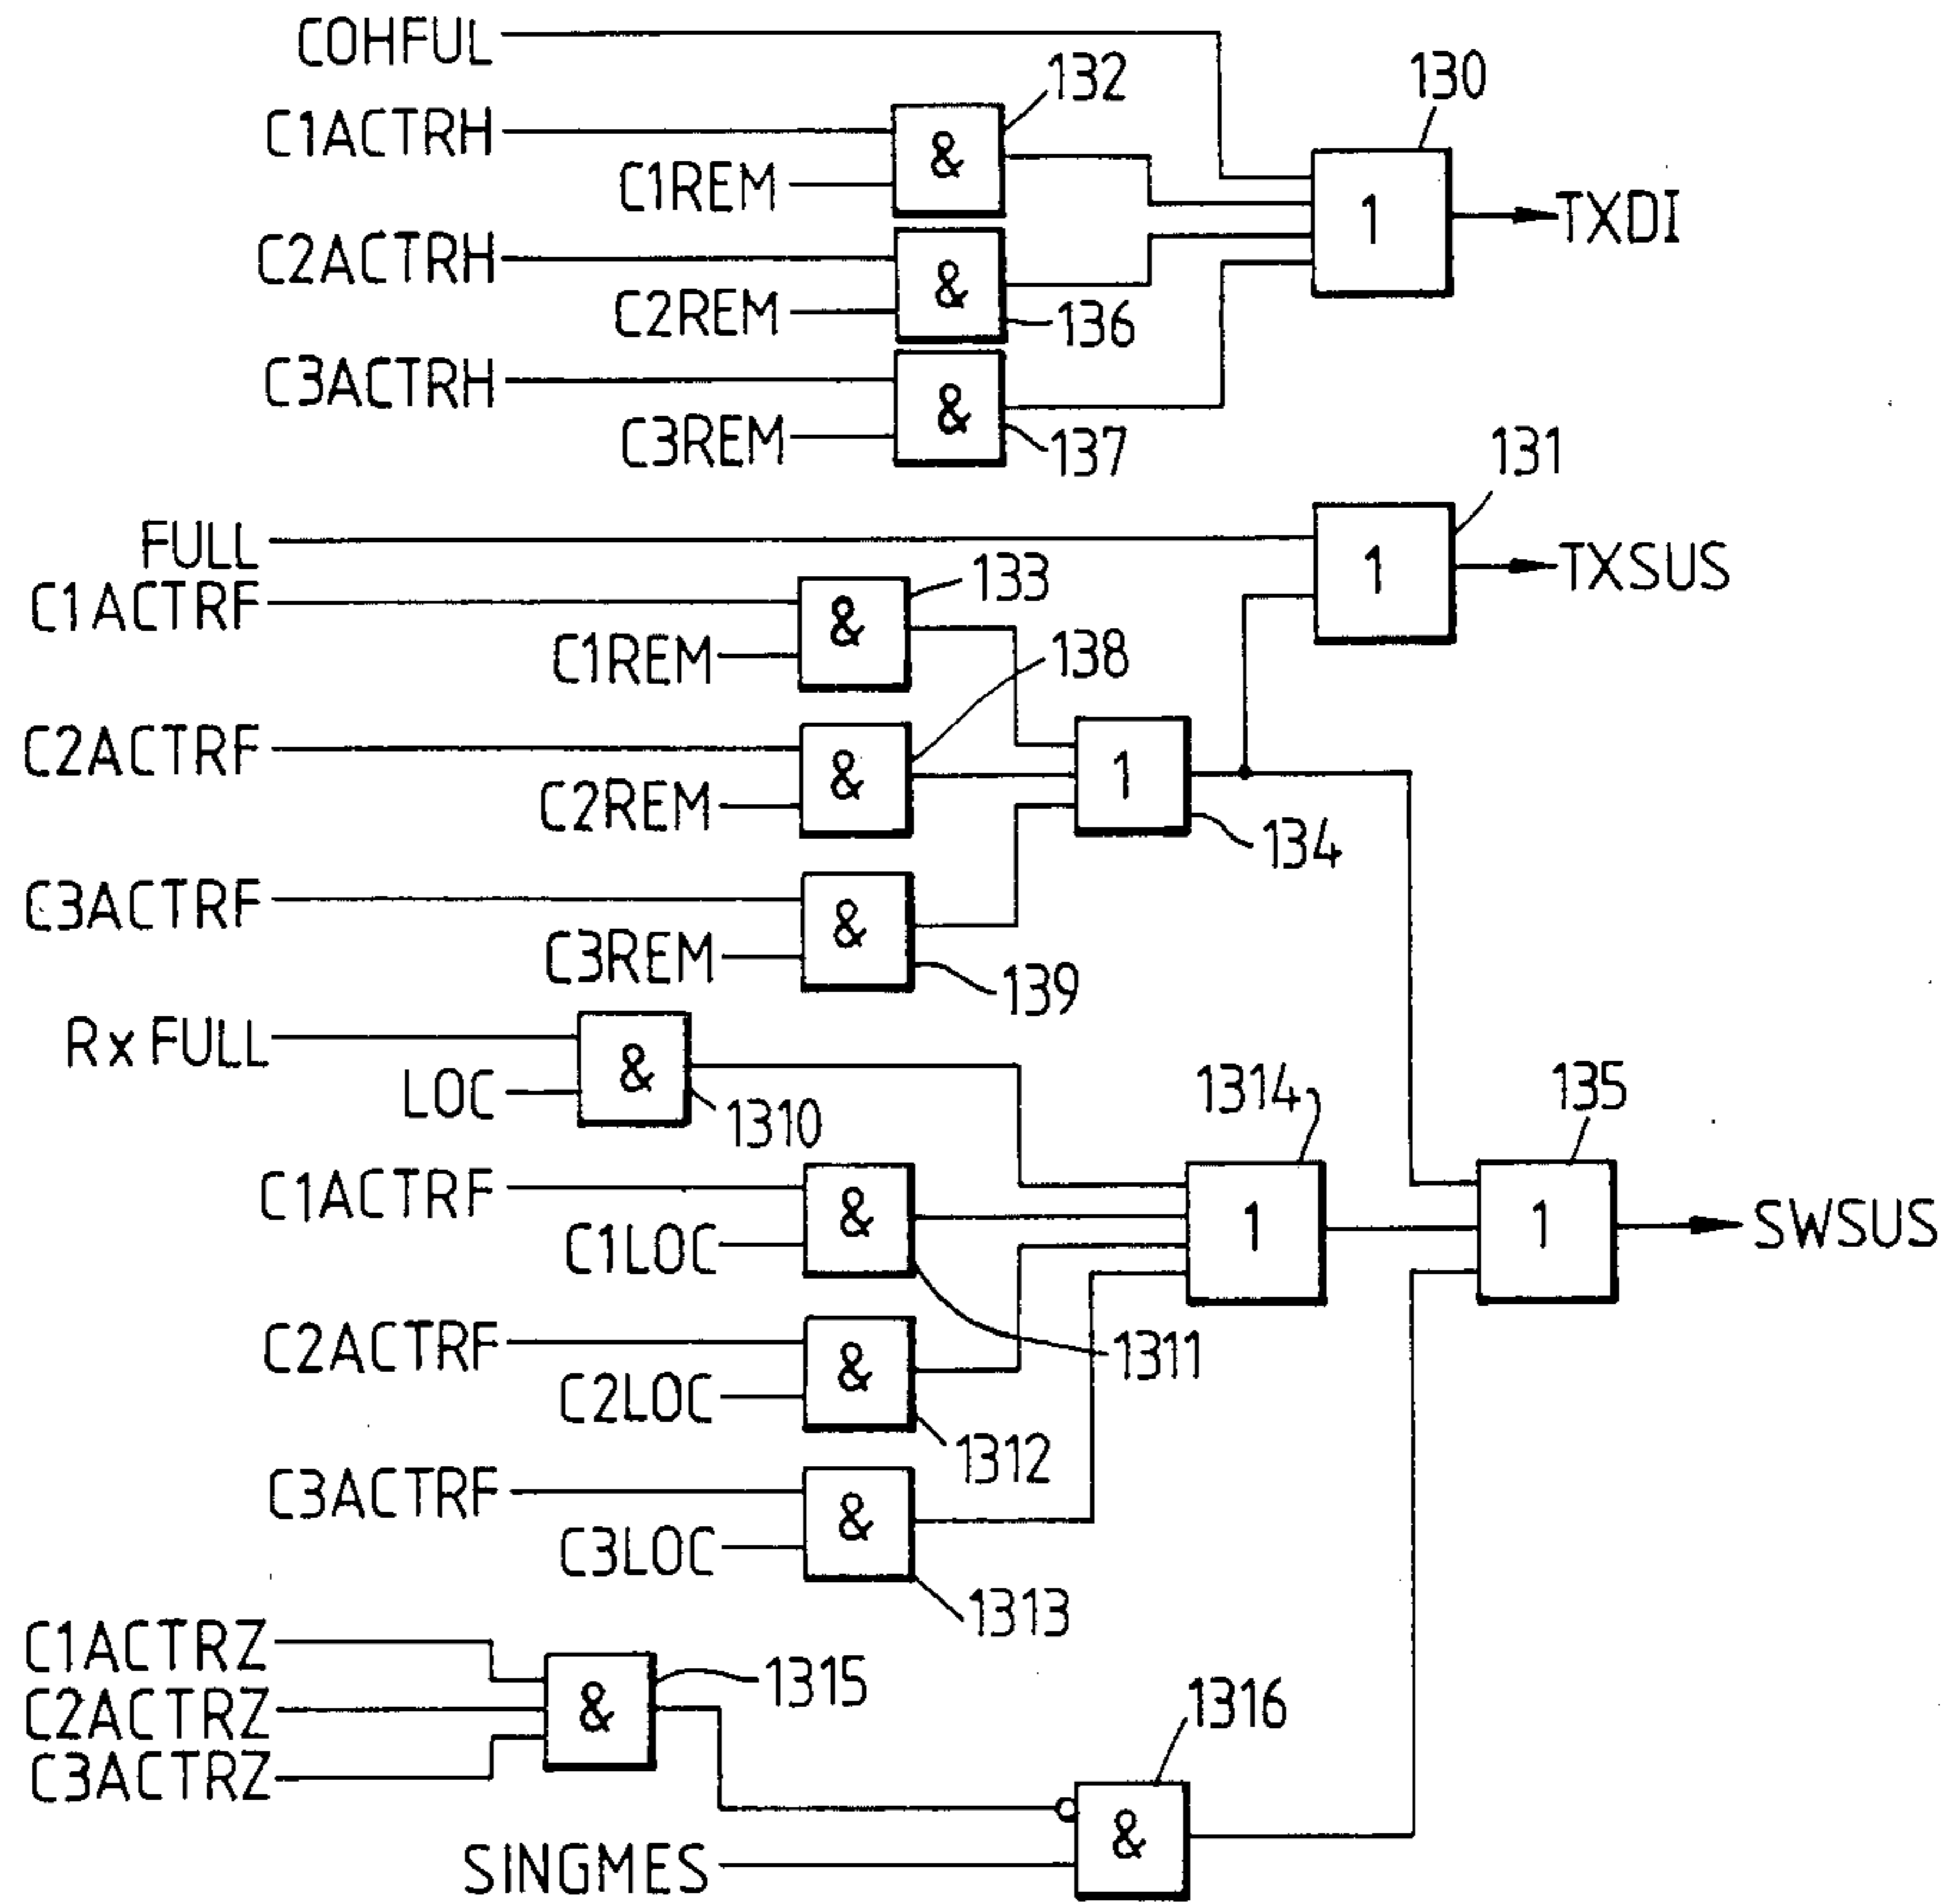 COHFUL
132
130
C1ACTRH
&
C1REM
1
TXDI
C2ACTRH
&
C2REM
136
C3ACTRH
&
C3REM
137
131
FULL
1
TXSUS
C1ACTRF
133
&
C1REM
138
C2ACTRF
&
C2REM
1
134
C3ACTRF
&
C3REM
139
Rx FULL
&
LOC
1310
1314
135
C1ACTRF
&
C1LOC
1
1
SWSUS
C2ACTRF
1311
&
C2LOC
1312
C3ACTRF
&
C3LOC
1313
C1ACTRZ
C2ACTRZ
C3ACTRZ
&
1315
1316
&
SINGMES